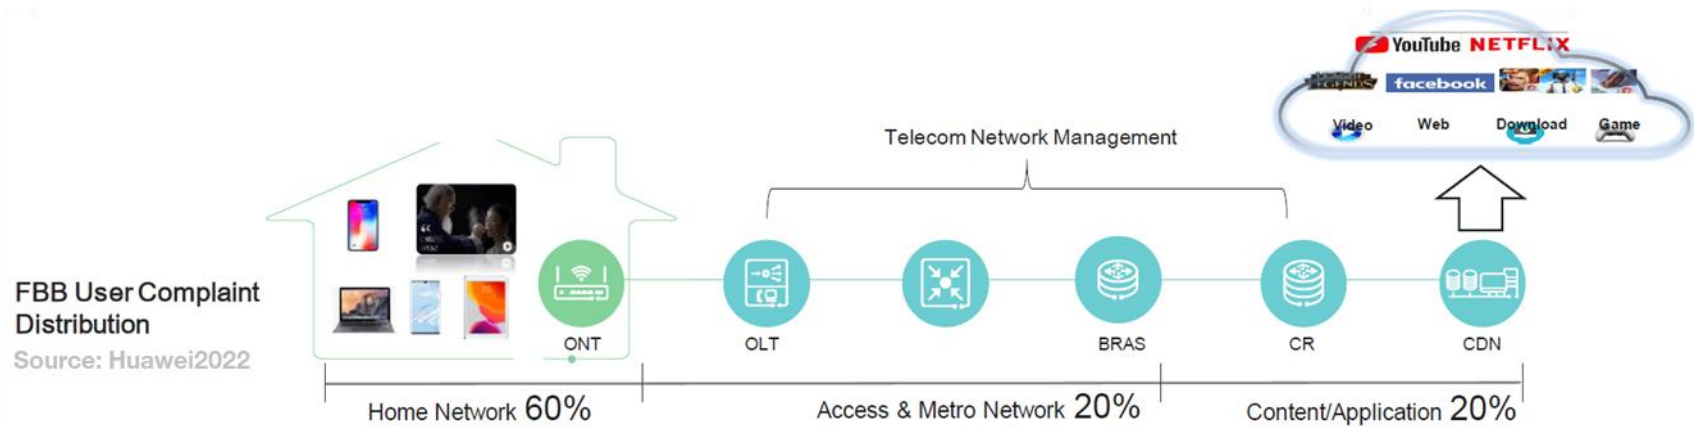 YouTube NETFLIX
LEGENDS facebook
Video Web Download Game
Telecom Network Management
FBB User Complaint
Distribution
Source: Huawei2022
ONT OLT BRAS CR CDN
Home Network 60% Access & Metro Network 20% Content/Application 20%